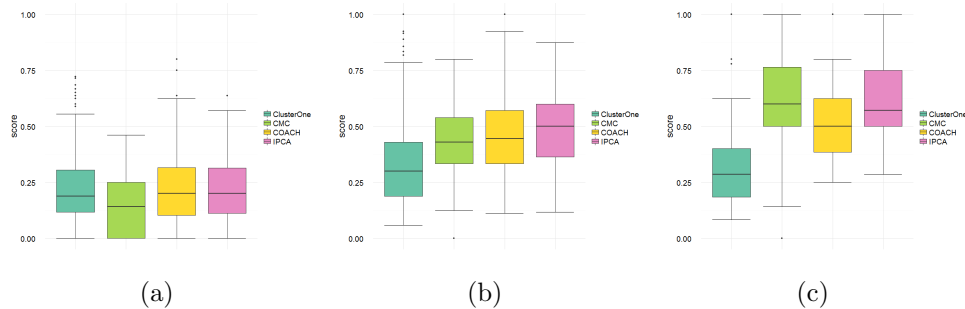 1.00
0.75
0.50
0.25
0.00
score
ClusterOne
CMC
COACH
IPCA
(a)
1.00
0.75
0.50
0.25
0.00
score
ClusterOne
CMC
COACH
IPCA
(b)
1.00
0.75
0.50
0.25
0.00
score
ClusterOne
CMC
COACH
IPCA
(c)